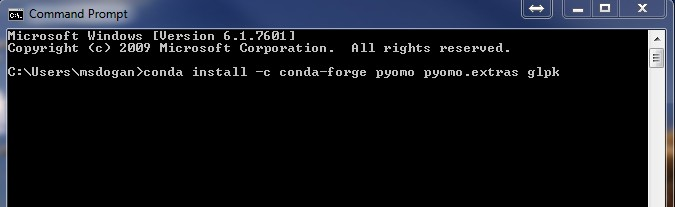 Command Prompt
Microsoft Windows [Version 6.1.7601]
Copyright (c) 2009 Microsoft Corporation.  All rights reserved.
C:\Users\msdogan>conda install -c conda-forge pyomo pyomo.extras glpk